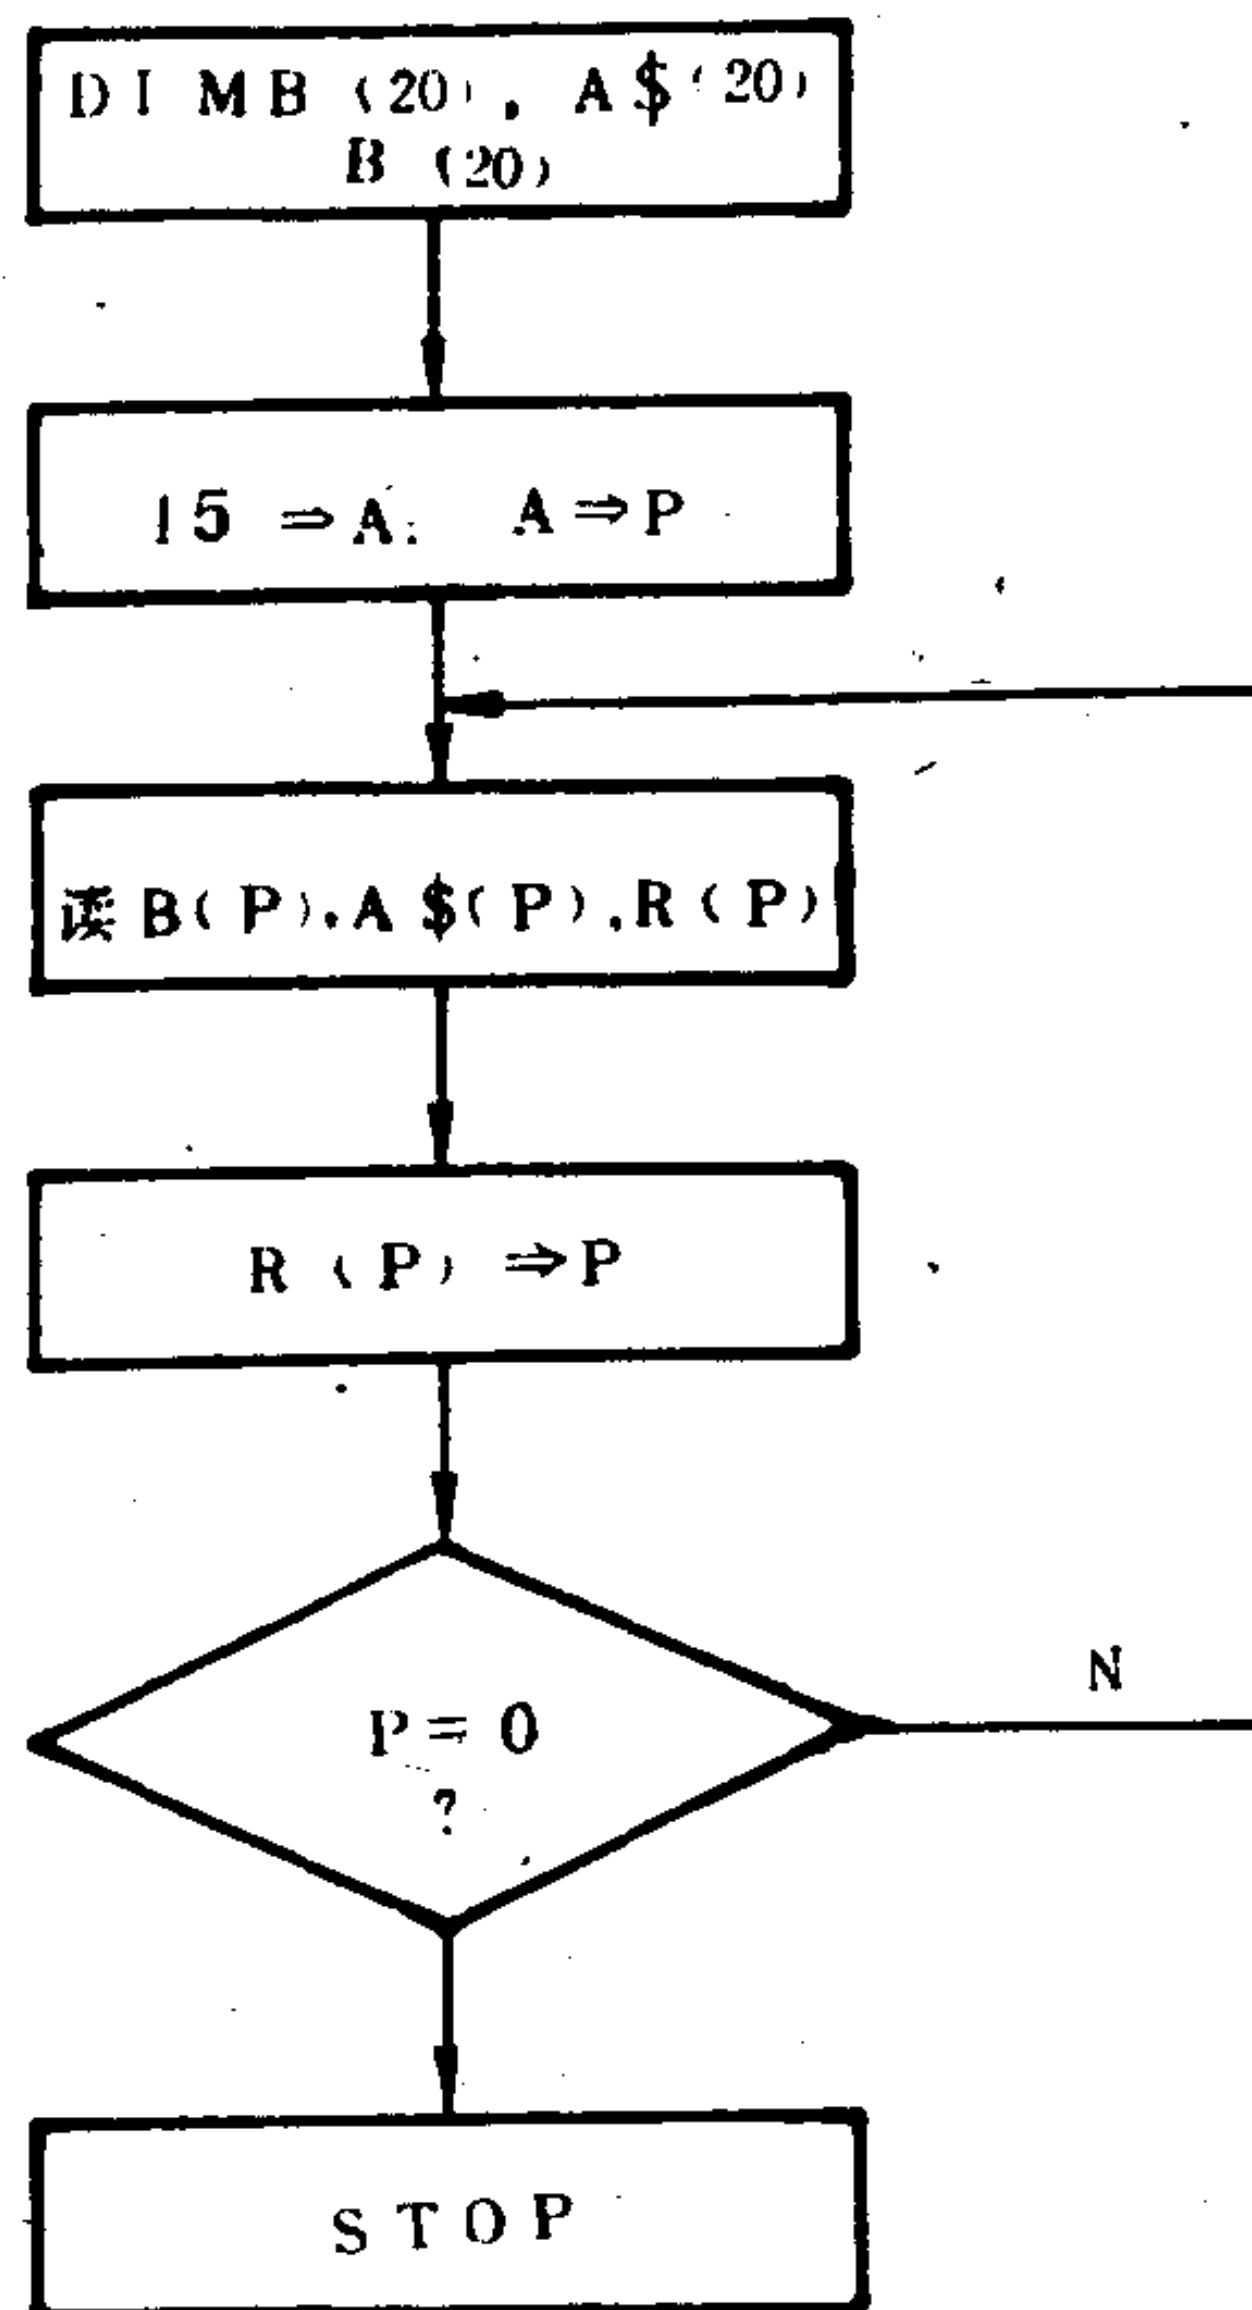 DIMB(20), A$(20)
B(20)
15 ⇒A: A⇒P
读B(P),A$(P),R(P)
R(P) ⇒P
N
P=0
?
STOP